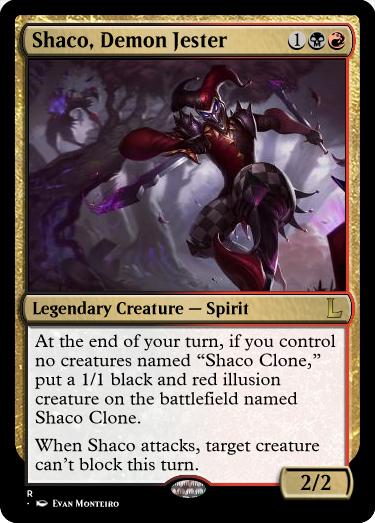 Shaco, Demon Jester 1
Legendary Creature — Spirit L
At the end of your turn, if you control
no creatures named “Shaco Clone,”
put a 1/1 black and red illusion
creature on the battlefield named
Shaco Clone.
When Shaco attacks, target creature
can't block this turn.
2/2
R
• Evan Monteiro